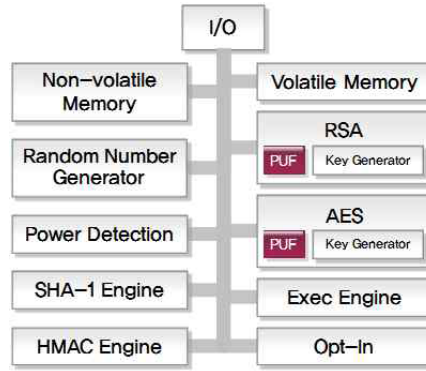 I/O
Non-volatile
Memory
Volatile Memory
RSA
PUF Key Generator
Random Number
Generator
AES
PUF Key Generator
Power Detection
SHA-1 Engine
Exec Engine
HMAC Engine
Opt-In